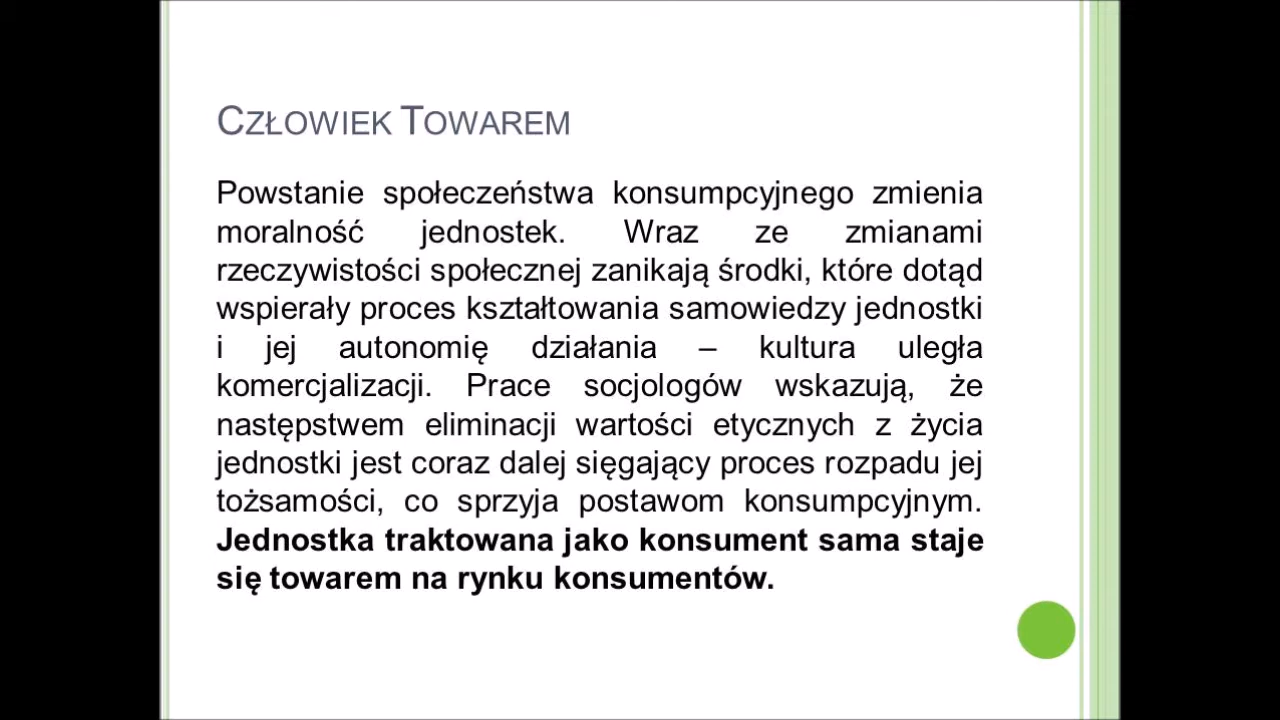 CZŁOWIEK TOWAREM
Powstanie społeczeństwa konsumpcyjnego zmienia
moralność jednostek. Wraz ze zmianami
rzeczywistości społecznej zanikają środki, które dotąd
wspierały proces kształtowania samowiedzy jednostki
i jej autonomię działania – kultura uległa
komercjalizacji. Prace socjologów wskazują, że
następstwem eliminacji wartości etycznych z życia
jednostki jest coraz dalej sięgający proces rozpadu jej
tożsamości, co sprzyja postawom konsumpcyjnym.
Jednostka traktowana jako konsument sama staje
się towarem na rynku konsumentów.